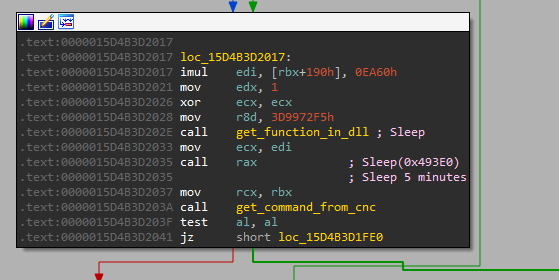 .text:0000015D4B3D2017
.text:0000015D4B3D2017 loc_15D4B3D2017:
.text:0000015D4B3D2017 imul edi, [rbx+190h], 0EA60h
.text:0000015D4B3D2021 mov edx, 1
.text:0000015D4B3D2026 xor ecx, ecx
.text:0000015D4B3D2028 mov r8d, 3D9972F5h
.text:0000015D4B3D202E call get_function_in_dll ; Sleep
.text:0000015D4B3D2033 mov ecx, edi
.text:0000015D4B3D2035 call rax ; Sleep(0x493E0)
.text:0000015D4B3D2035 ; Sleep 5 minutes
.text:0000015D4B3D2037 mov rcx, rbx
.text:0000015D4B3D203A call get_command_from_cnc
.text:0000015D4B3D203F test al, al
.text:0000015D4B3D2041 jz short loc_15D4B3D1FE0